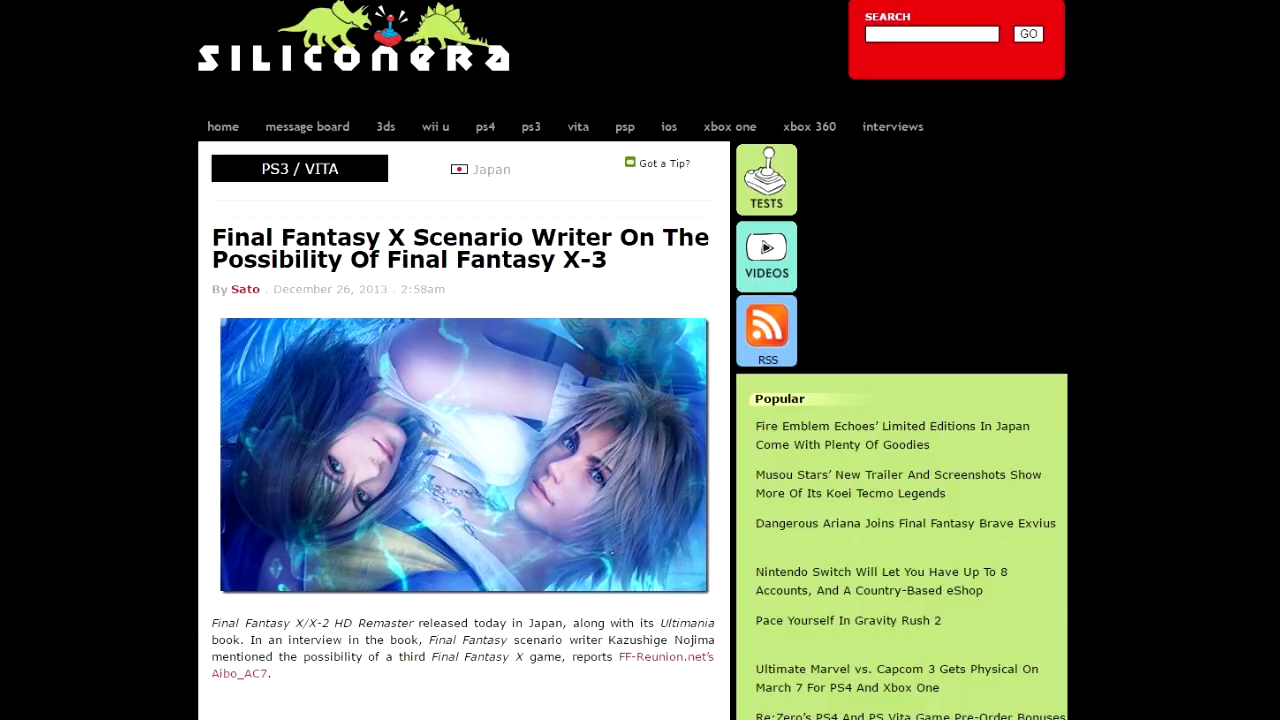 SILICONERA
SEARCH
GO
home message board 3ds wii u ps4 ps3 vita psp ios xbox one xbox 360 interviews
PS3 / VITA
Japan
Got a Tip?
Final Fantasy X Scenario Writer On The
Possibility Of Final Fantasy X-3
By Sato . December 26, 2013 . 2:58am
Final Fantasy X/X-2 HD Remaster released today in Japan, along with its Ultimania
book. In an interview in the book, Final Fantasy scenario writer Kazushige Nojima
mentioned the possibility of a third Final Fantasy X game, reports FF-Reunion.net's
Aibo_AC7.
TESTS
VIDEOS
RSS
Popular
Fire Emblem Echoes' Limited Editions In Japan
Come With Plenty Of Goodies
Musou Stars' New Trailer And Screenshots Show
More Of Its Koei Tecmo Legends
Dangerous Ariana Joins Final Fantasy Brave Exvius
Nintendo Switch Will Let You Have Up To 8
Accounts, And A Country-Based eShop
Pace Yourself In Gravity Rush 2
Ultimate Marvel vs. Capcom 3 Gets Physical On
March 7 For PS4 And Xbox One
Re:Zero's PS4 And PS Vita Game Pre-Order Bonuses